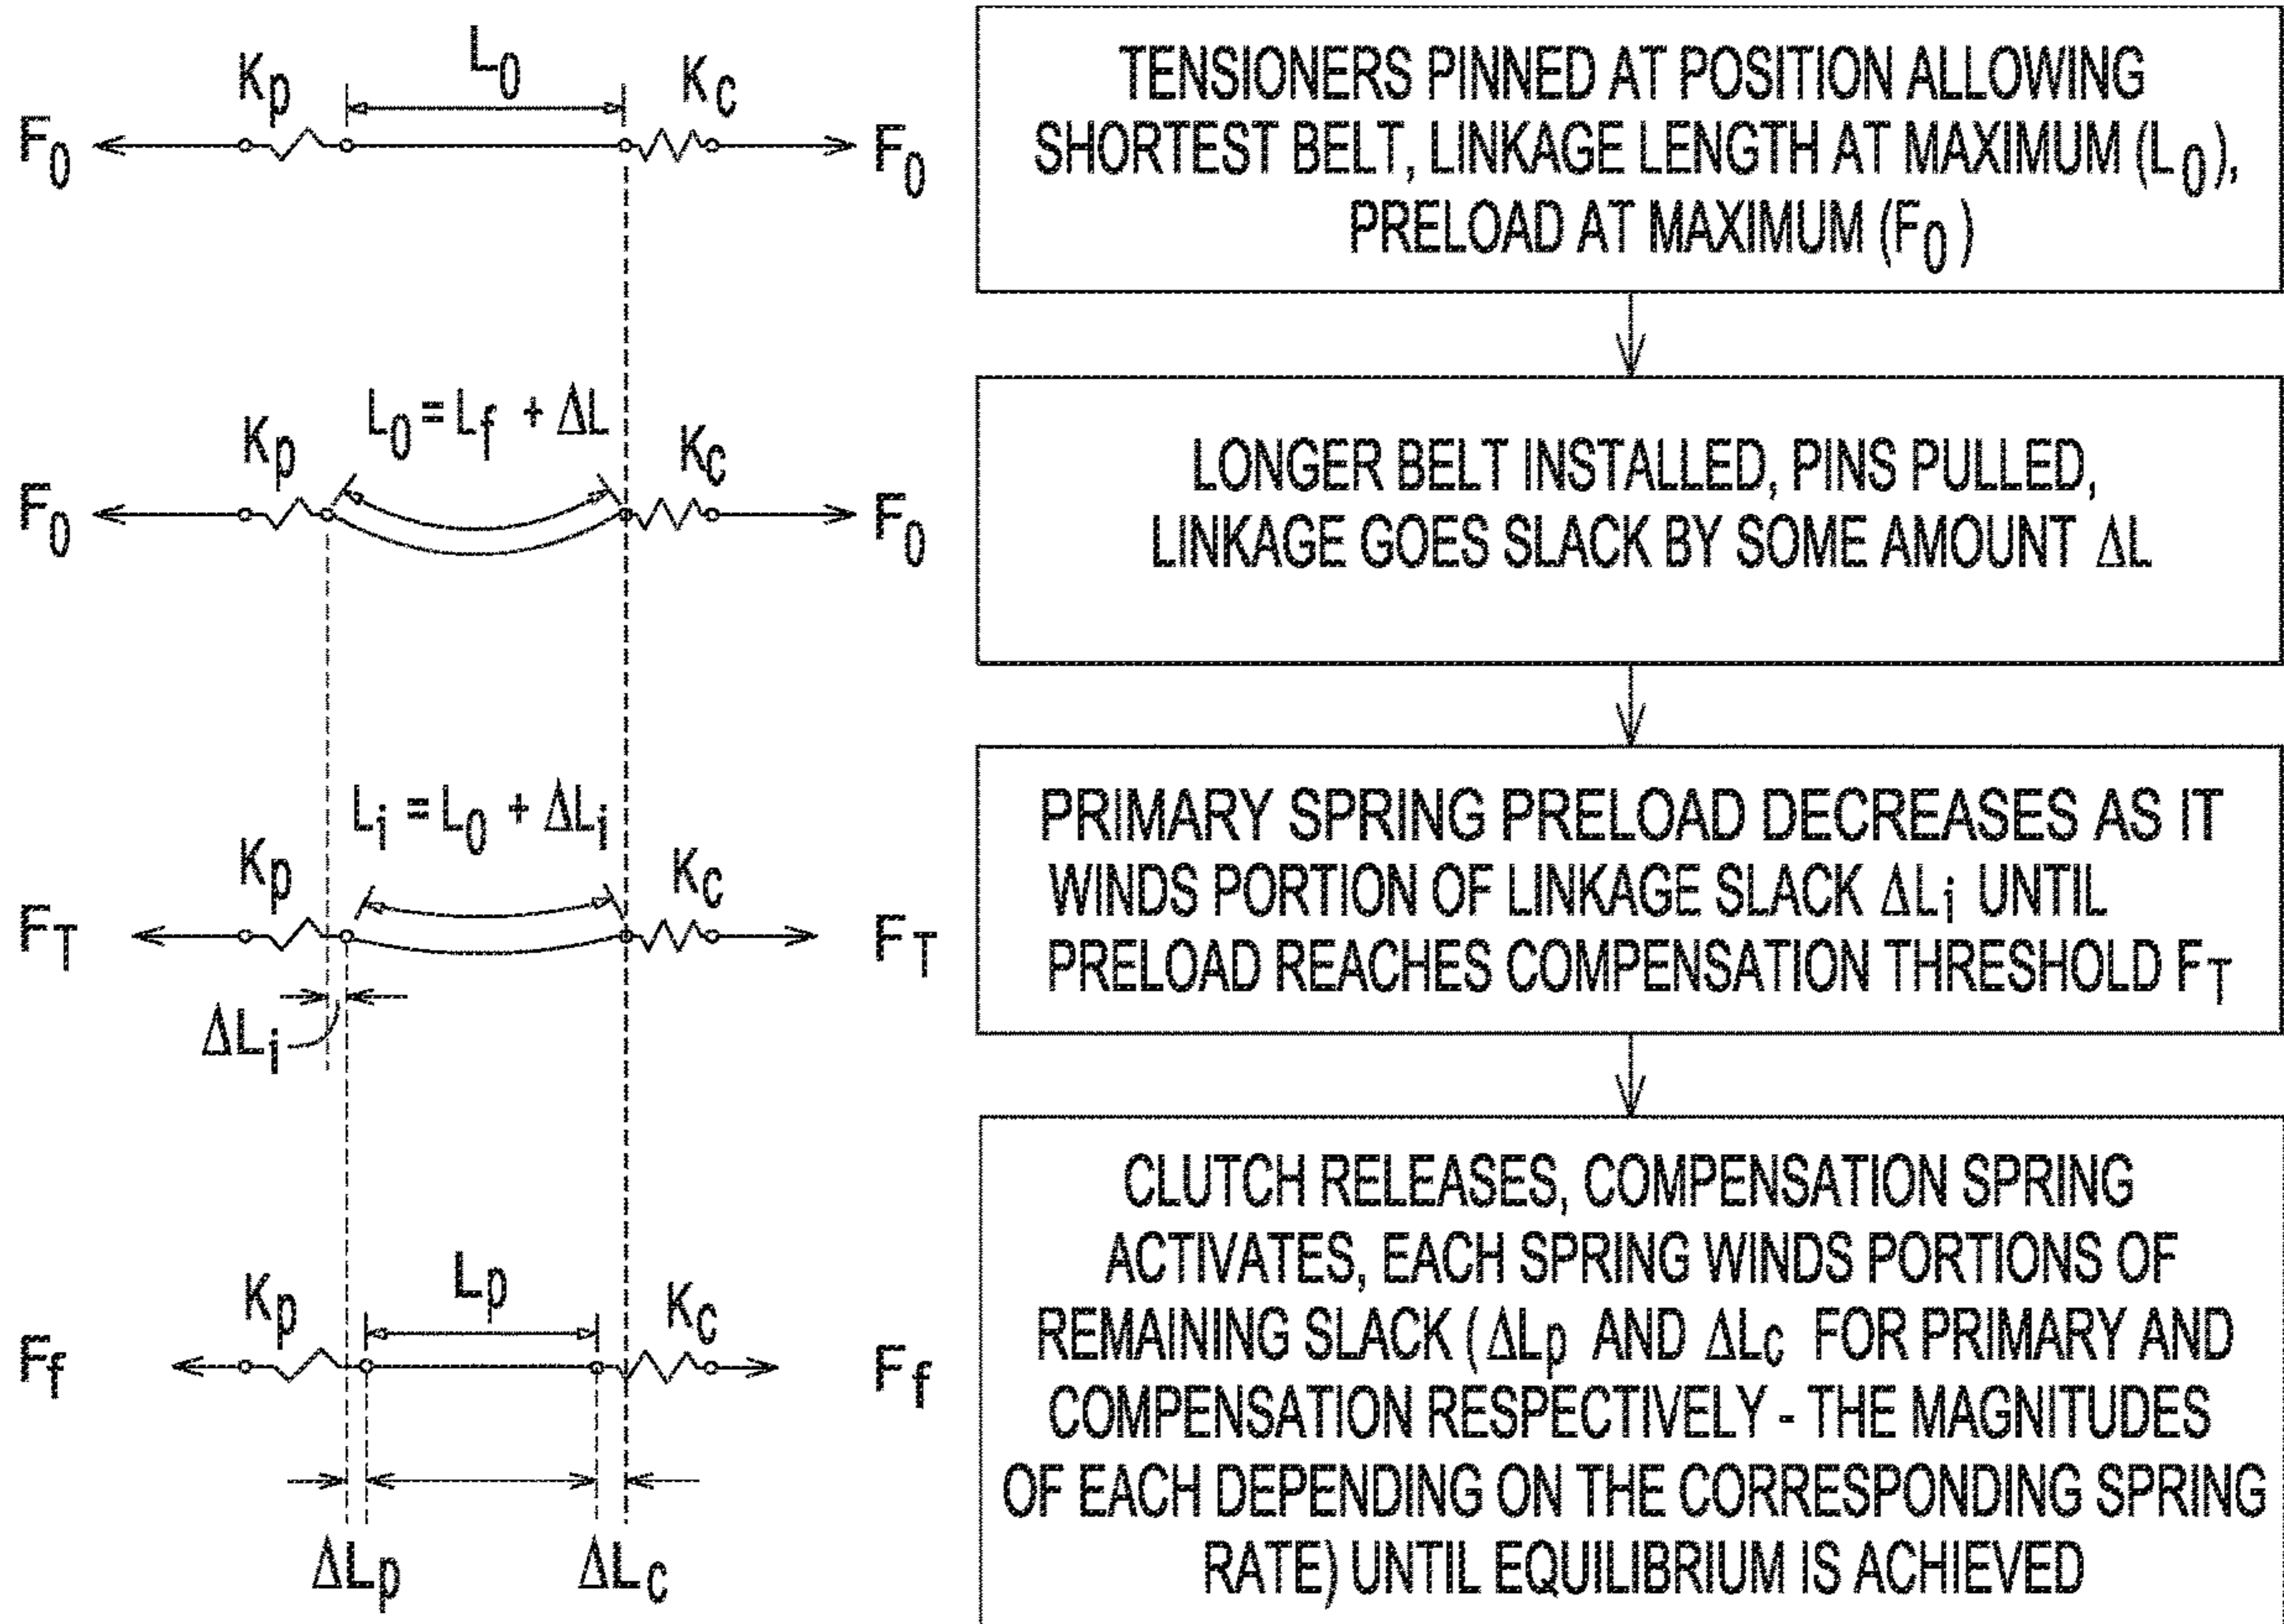 Kp
L0
Kc
F0
F0
TENSIONERS PINNED AT POSITION ALLOWING
SHORTEST BELT, LINKAGE LENGTH AT MAXIMUM (L0),
PRELOAD AT MAXIMUM (F0)
Kp
L0 = Lf + ΔL
Kc
F0
F0
LONGER BELT INSTALLED, PINS PULLED,
LINKAGE GOES SLACK BY SOME AMOUNT ΔL
Kp
Li = L0 + ΔLi
Kc
FT
FT
ΔLi
PRIMARY SPRING PRELOAD DECREASES AS IT
WINDS PORTION OF LINKAGE SLACK ΔLi UNTIL
PRELOAD REACHES COMPENSATION THRESHOLD FT
Kp
Lp
Kc
Ff
Ff
ΔLp
ΔLc
CLUTCH RELEASES, COMPENSATION SPRING
ACTIVATES, EACH SPRING WINDS PORTIONS OF
REMAINING SLACK (ΔLp AND ΔLc FOR PRIMARY AND
COMPENSATION RESPECTIVELY - THE MAGNITUDES
OF EACH DEPENDING ON THE CORRESPONDING SPRING
RATE) UNTIL EQUILIBRIUM IS ACHIEVED